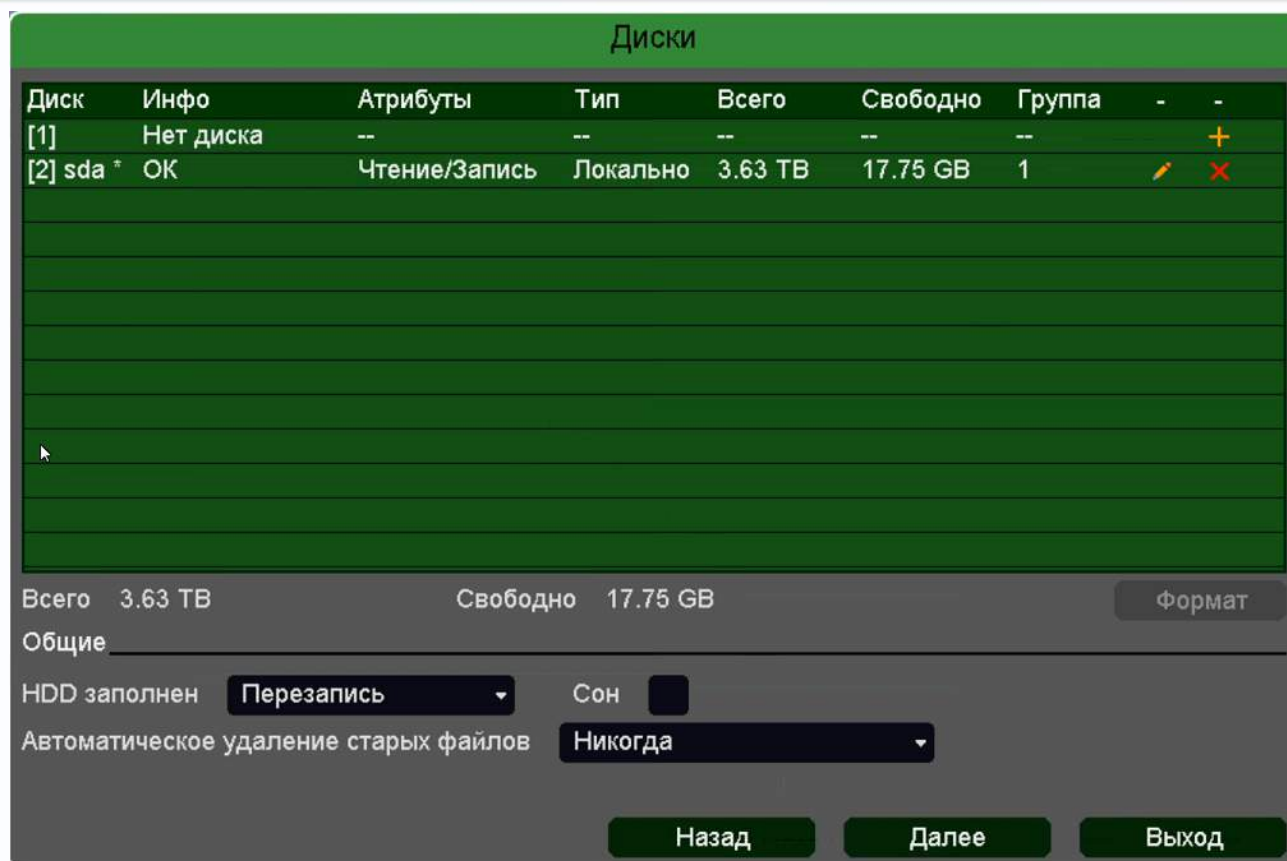 Диски
Диск Инфо Атрибуты Тип Всего Свободно Группа - -
[1] Нет диска -- -- -- -- --
[2] sda * OK Чтение/Запись Локально 3.63 TB 17.75 GB 1
Всего 3.63 TB Свободно 17.75 GB Формат
Общие
HDD заполнен Перезапись Сон
Автоматическое удаление старых файлов Никогда
Назад Далее Выход